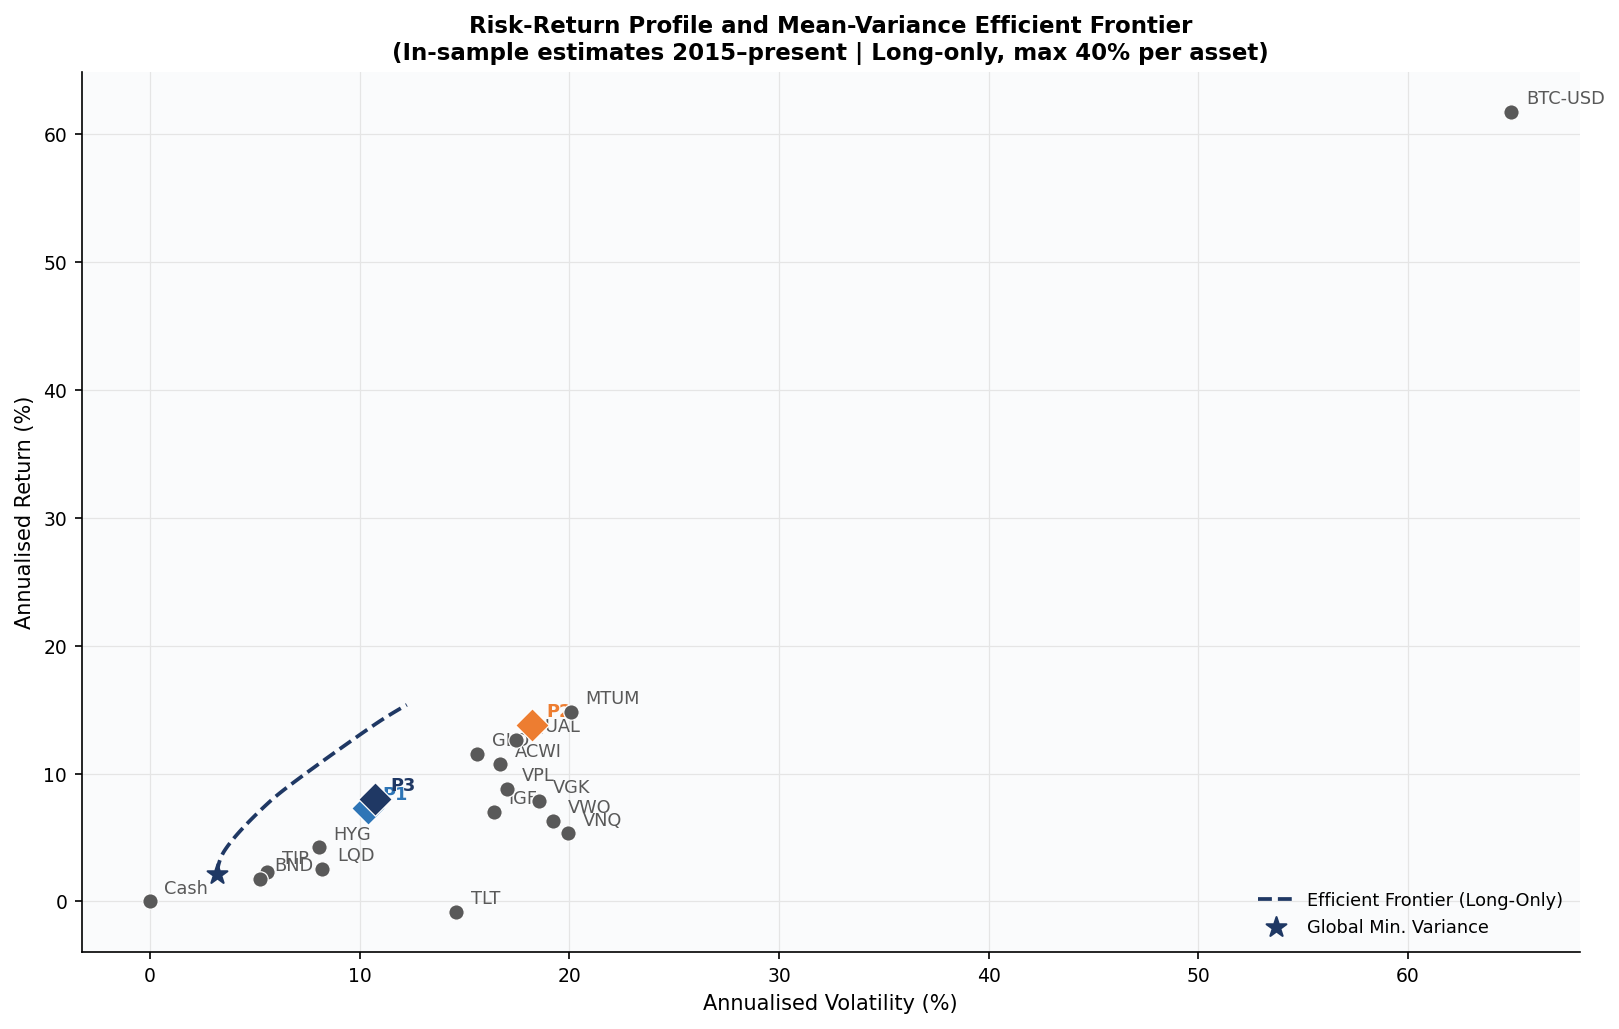 Risk-Return Profile and Mean-Variance Efficient Frontier
(In-sample estimates 2015–present | Long-only, max 40% per asset)
BTC-USD
60
50
40
30
20
10
0
Annualised Return (%)
MTUM
P2
ACWI
VPL
VGK
VWO
VNQ
P3
P1
HYG
LQD
TIP
BND
Cash
TLT
Efficient Frontier (Long-Only)
Global Min. Variance
0
10
20
30
40
50
60
Annualised Volatility (%)